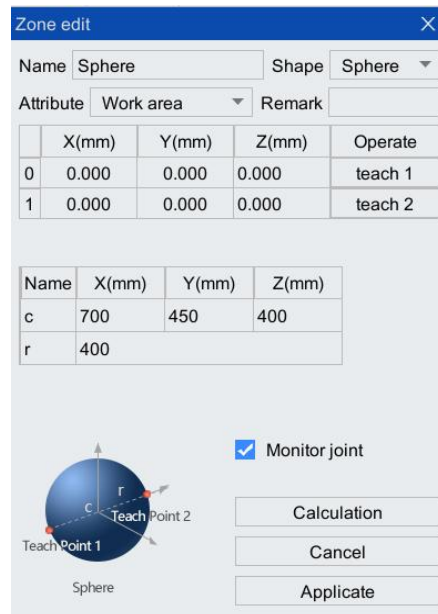 Zone edit
Name Sphere Shape Sphere
Attribute Work area Remark
X(mm) Y(mm) Z(mm) Operate
0 0.000 0.000 0.000 teach 1
1 0.000 0.000 0.000 teach 2
Name X(mm) Y(mm) Z(mm)
c 700 450 400
r 400
Monitor joint
r
c Teach Point 2
Teach Point 1
Sphere
Calculation
Cancel
Applicate